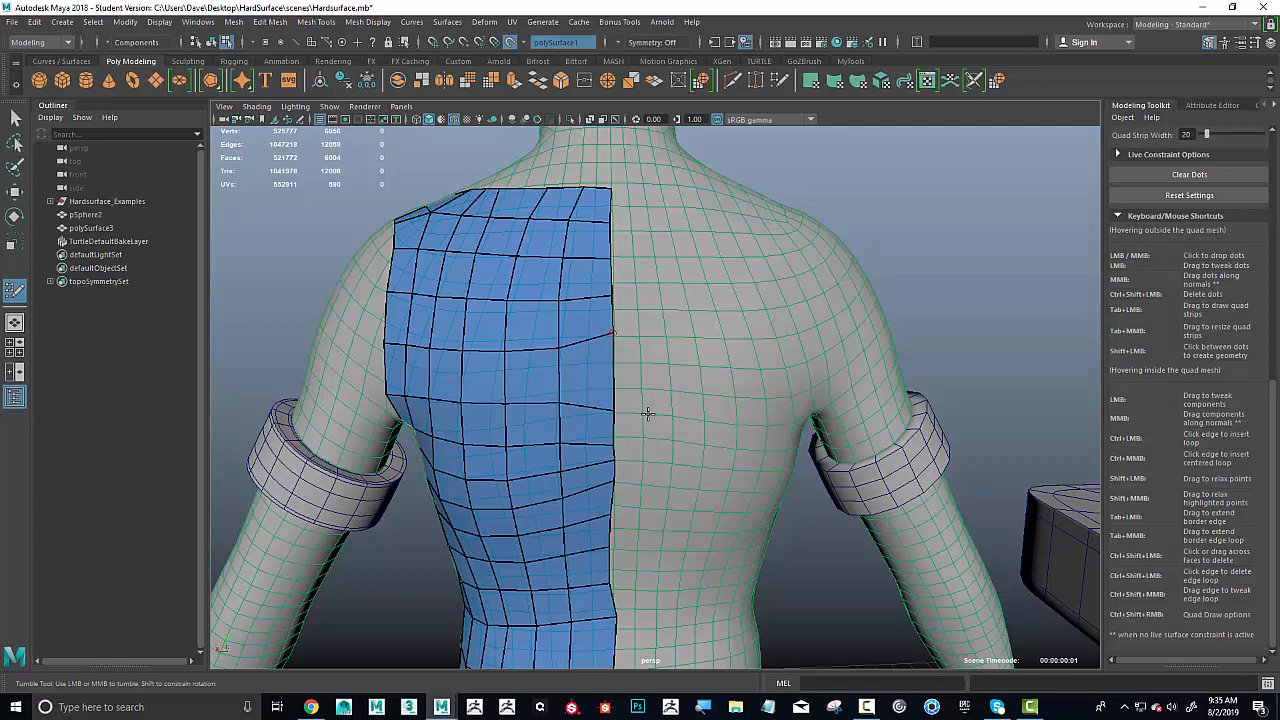 Autodesk Maya 2018 - Student Version: C:\Users\Dave\Desktop\HardSurface\scenes\Hardsurface.mb*
File Edit Create Select Modify Display Windows Mesh Edit Mesh Mesh Tools Mesh Display Curves Surfaces Deform UV Generate Cache Bonus Tools Arnold Help
Workspace : Modeling - Standard*
Modeling Components polySurface1 Symmetry: Off Sign In
Curves / Surfaces Poly Modeling Sculpting Rigging Animation Rendering FX FX Caching Custom Arnold Bifrost Bittorf MASH Motion Graphics XGen TURTLE GoZBrush MyTools
Outliner
Display Show Help
Search...
persp
top
front
side
Hardsurface_Examples
pSphere2
polySurface3
TurtleDefaultBakeLayer
defaultLightSet
defaultObjectSet
topoSymmetrySet
View Shading Lighting Show Renderer Panels
0.00 1.00 sRGB gamma
Verts: 525777 6056 0
Edges: 1047218 12059 0
Faces: 521772 6004 0
Tris: 1041978 12008 0
UVs: 552911 590 0
persp
Scene Timecode: 00:00:00:01
Modeling Toolkit Attribute Editor
Object Help
Quad Strip Width: 20
Live Constraint Options
Clear Dots
Reset Settings
Keyboard/Mouse Shortcuts
(Hovering outside the quad mesh)
LMB / MMB: Click to drop dots
LMB: Drag to tweak dots
MMB: Drag dots along normals **
Ctrl+Shift+LMB: Delete dots
Tab+LMB: Drag to draw quad strips
Tab+MMB: Drag to resize quad strips
Shift+LMB: Click between dots to create geometry
(Hovering inside the quad mesh)
LMB: Drag to tweak components
MMB: Drag components along normals **
Ctrl+LMB: Click edge to insert loop
Ctrl+MMB: Click edge to insert centered loop
Shift+LMB: Drag to relax points
Shift+MMB: Drag to relax highlighted points
Tab+LMB: Drag to extend border edge
Tab+MMB: Drag to extend border edge loop
Ctrl+Shift+LMB: Click or drag across faces to delete
Ctrl+Shift+LMB: Click edge to delete edge loop
Ctrl+Shift+MMB: Drag edge to tweak edge loop
Ctrl+Shift+RMB: Quad Draw options
** when no live surface constraint is active
Tumble Tool: Use LMB or MMB to tumble. Shift to constrain rotation.
MEL
Type here to search
9:35 AM
8/2/2019